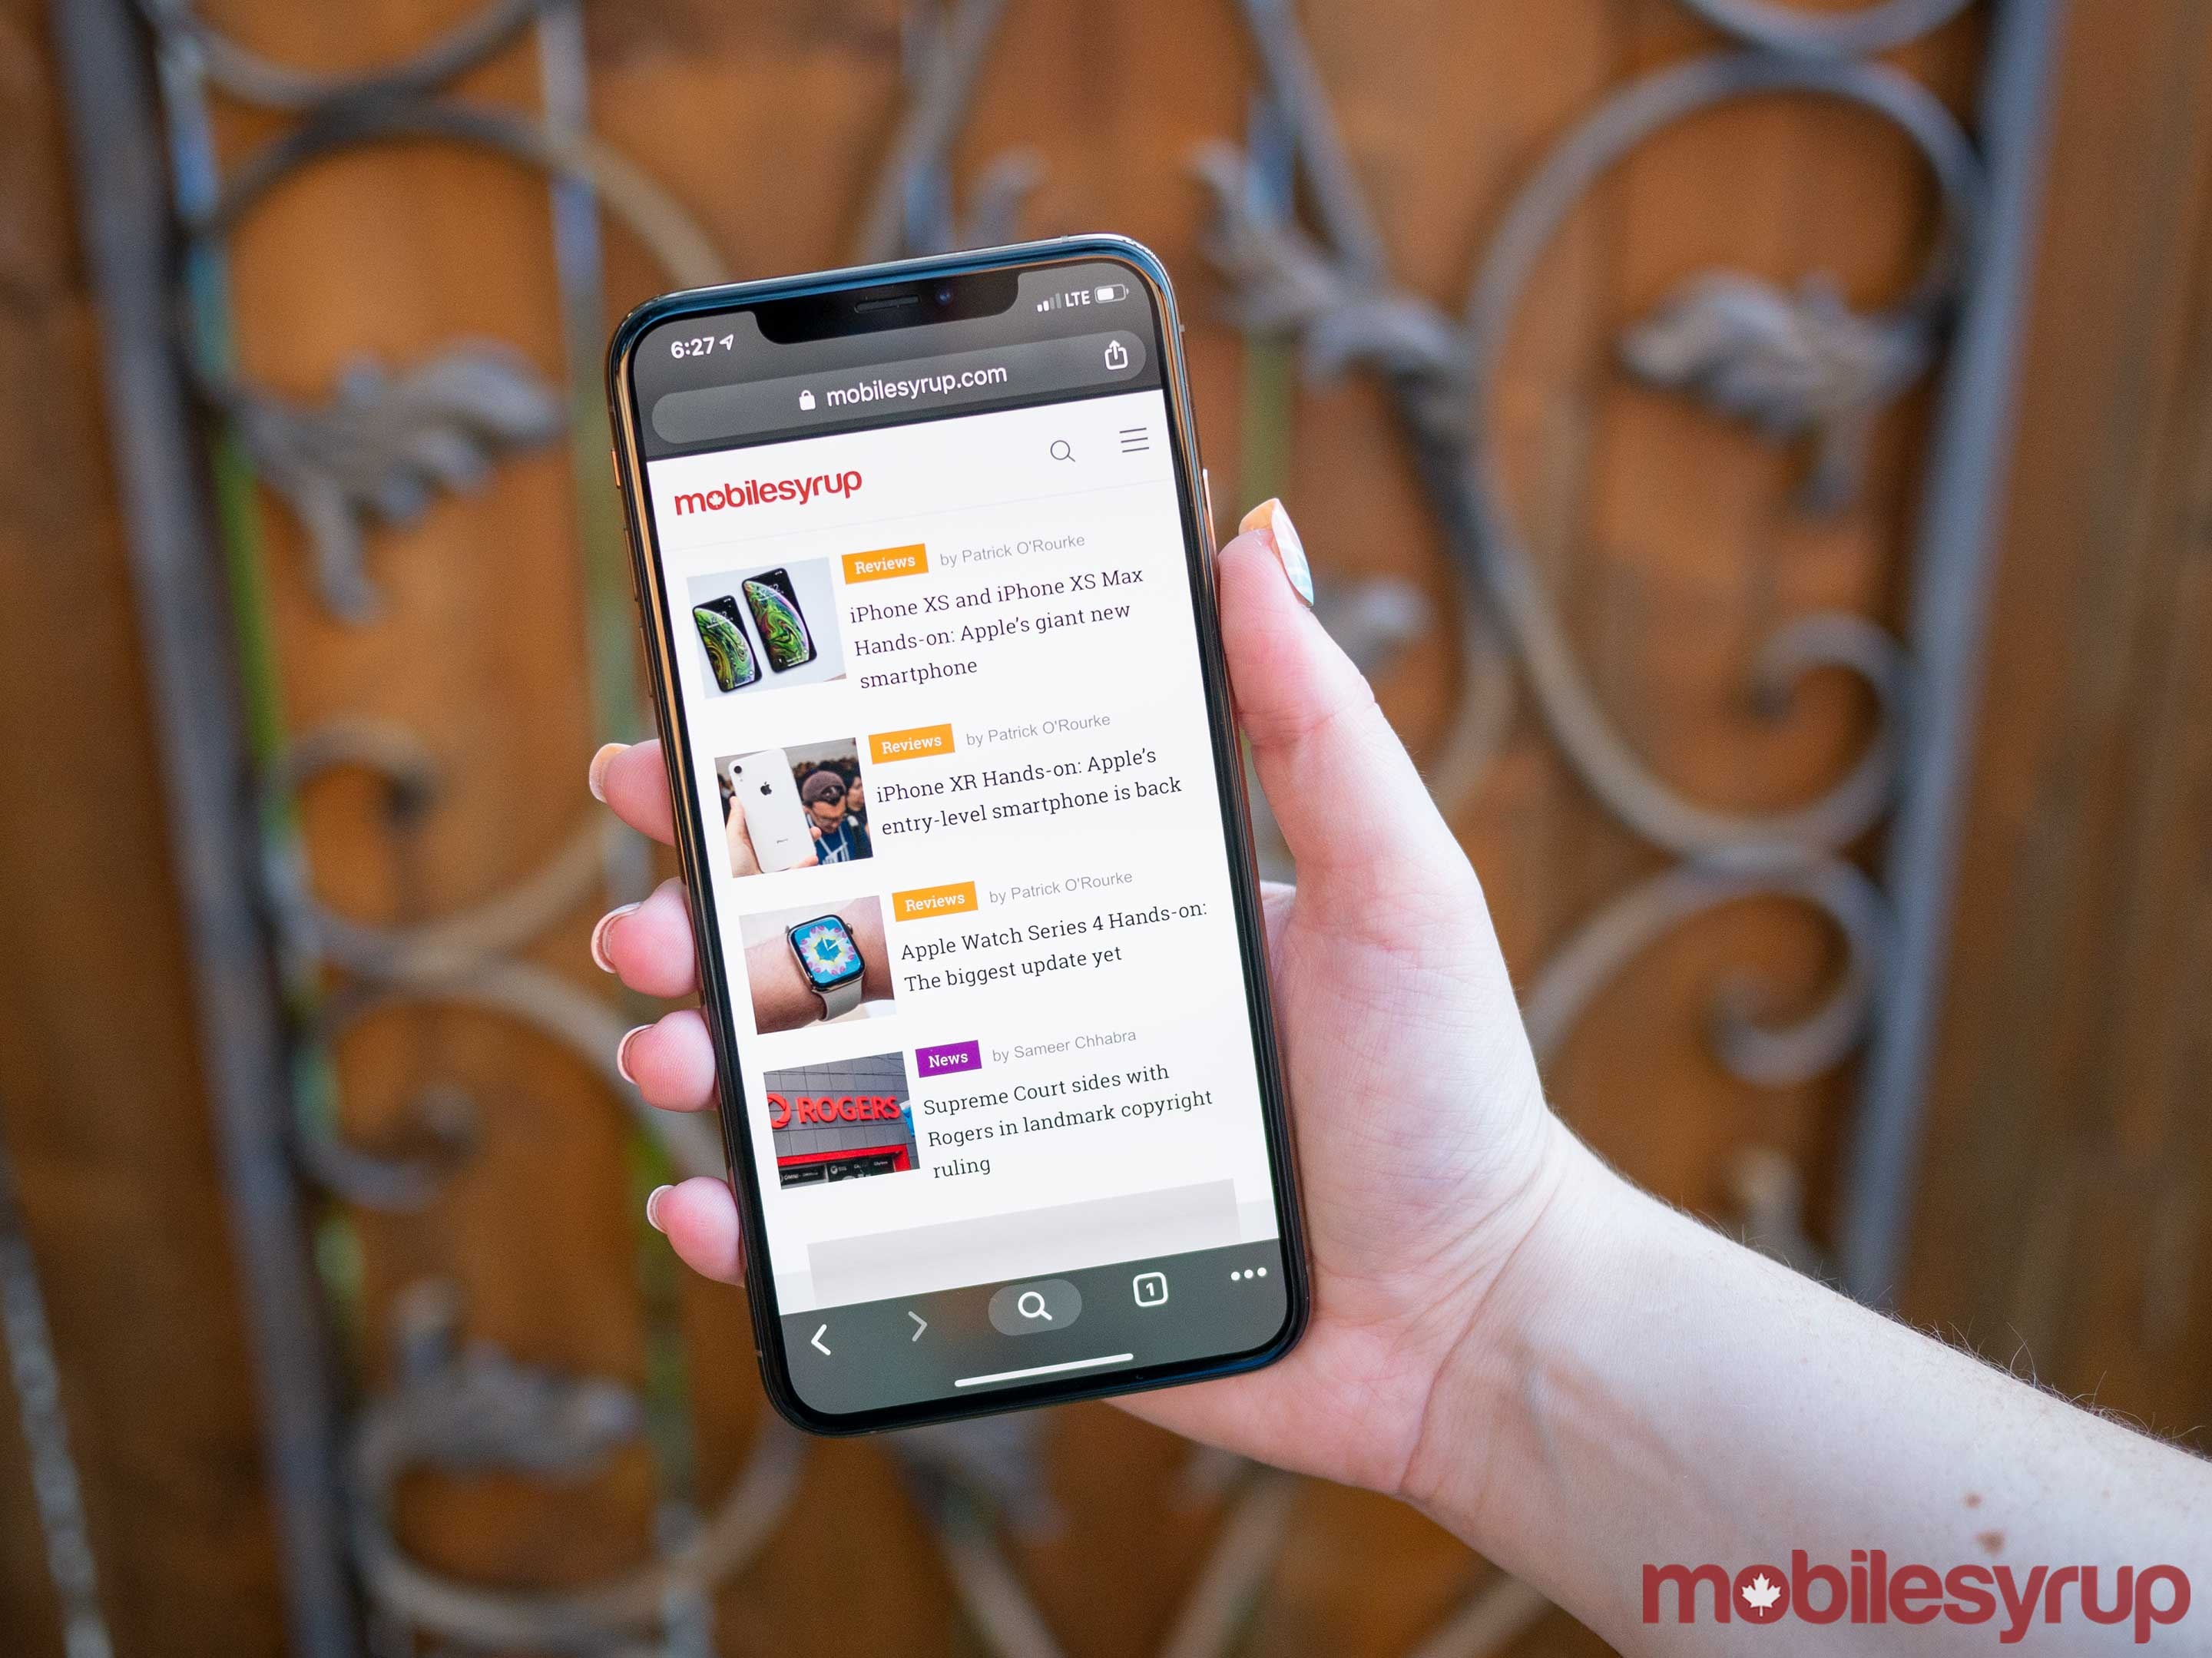 6:27
LTE
mobilesyrup.com
mobilesyrup
Reviews by Patrick O'Rourke
iPhone XS and iPhone XS Max
Hands-on: Apple's giant new
smartphone
Reviews by Patrick O'Rourke
iPhone XR Hands-on: Apple's
entry-level smartphone is back
Reviews by Patrick O'Rourke
Apple Watch Series 4 Hands-on:
The biggest update yet
News by Sameer Chhabra
ROGERS
Supreme Court sides with
Rogers in landmark copyright
ruling
1
mobilesyrup